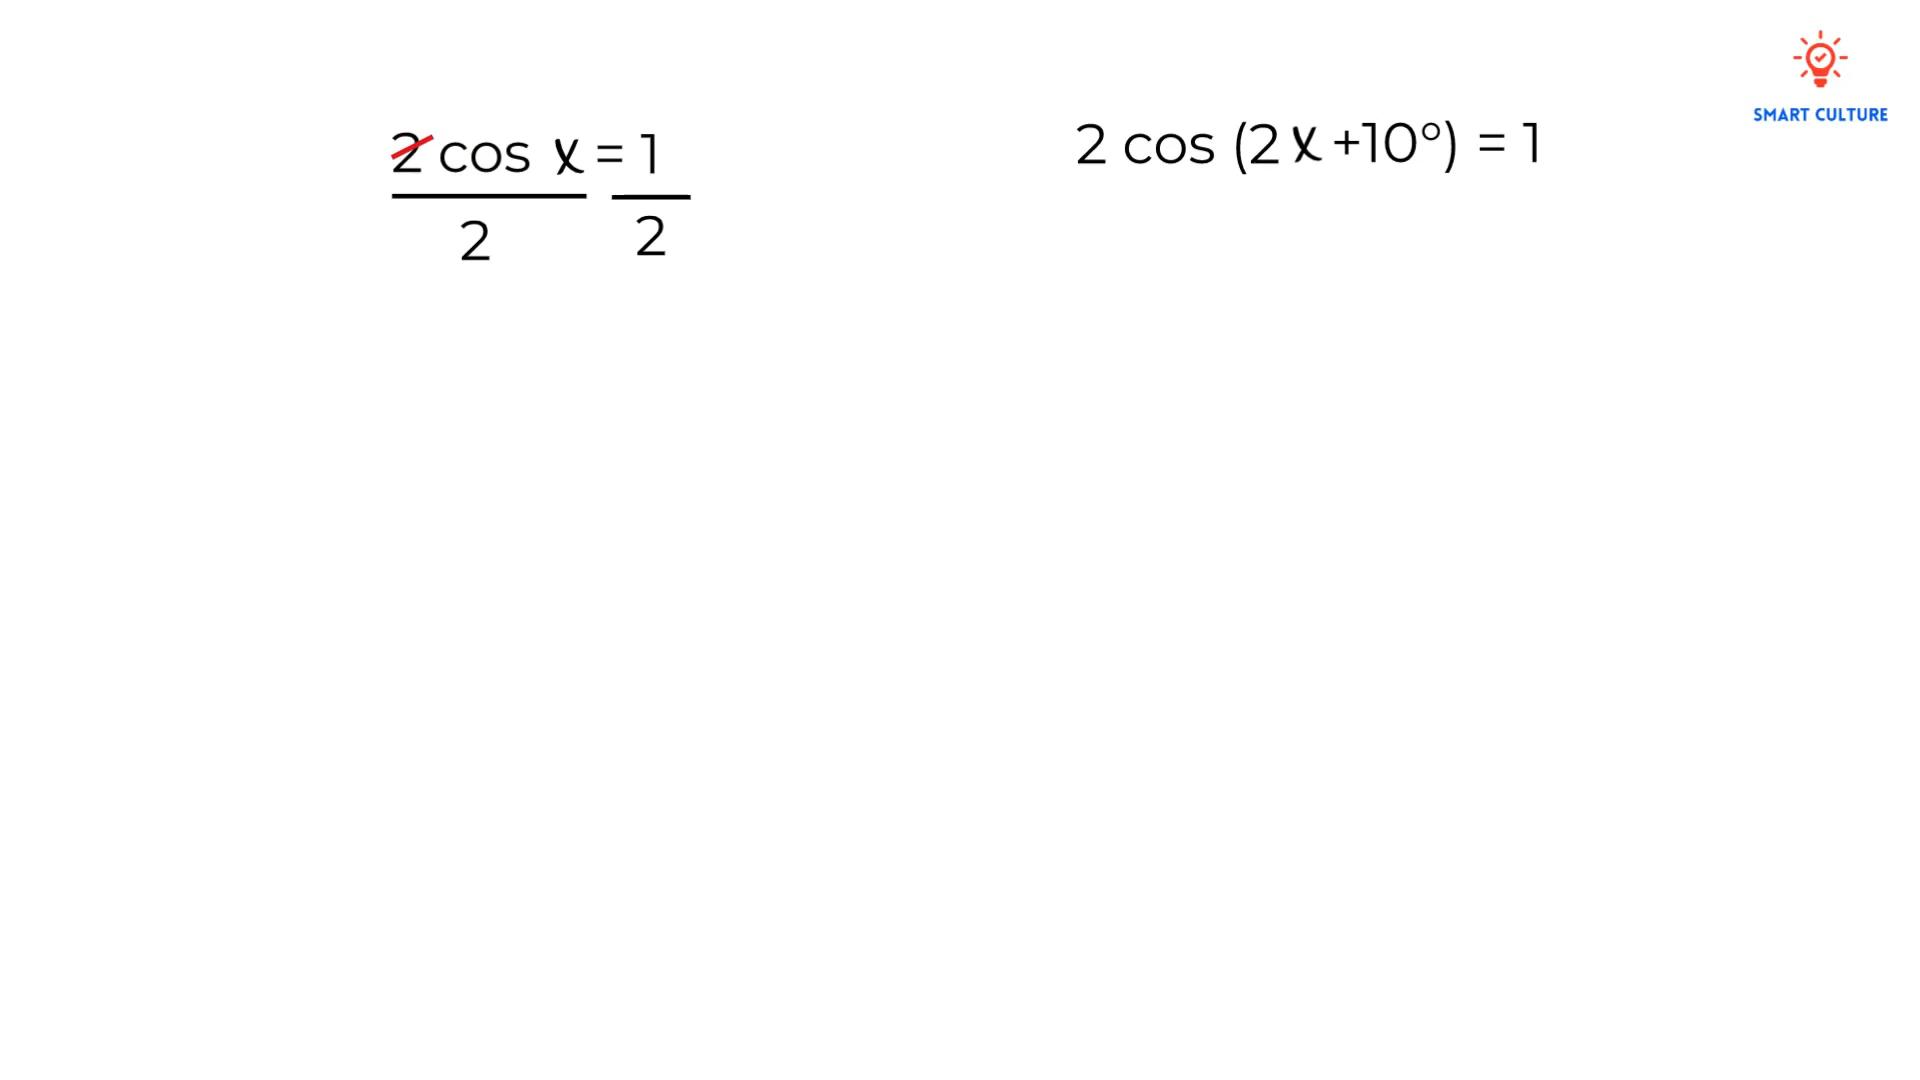 2 cos x = 1
2 2
2 cos (2x +10°) = 1
SMART CULTURE